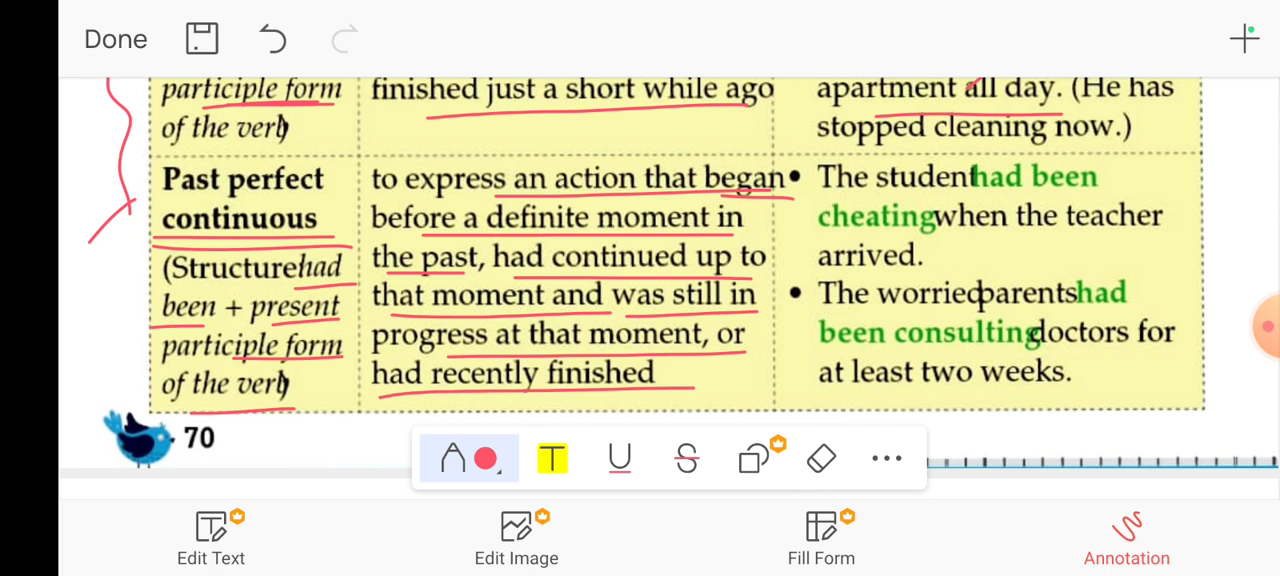 Done
participle form
of the verb
finished just a short while ago
apartment all day. (He has
stopped cleaning now.)
Past perfect
continuous
(Structure had
been + present
participle form
of the verb)
to express an action that began
before a definite moment in
the past, had continued up to
that moment and was still in
progress at that moment, or
had recently finished
• The student had been
cheating when the teacher
arrived.
• The worried parents had
been consulting doctors for
at least two weeks.
70
T U S
Edit Text
Edit Image
Fill Form
Annotation